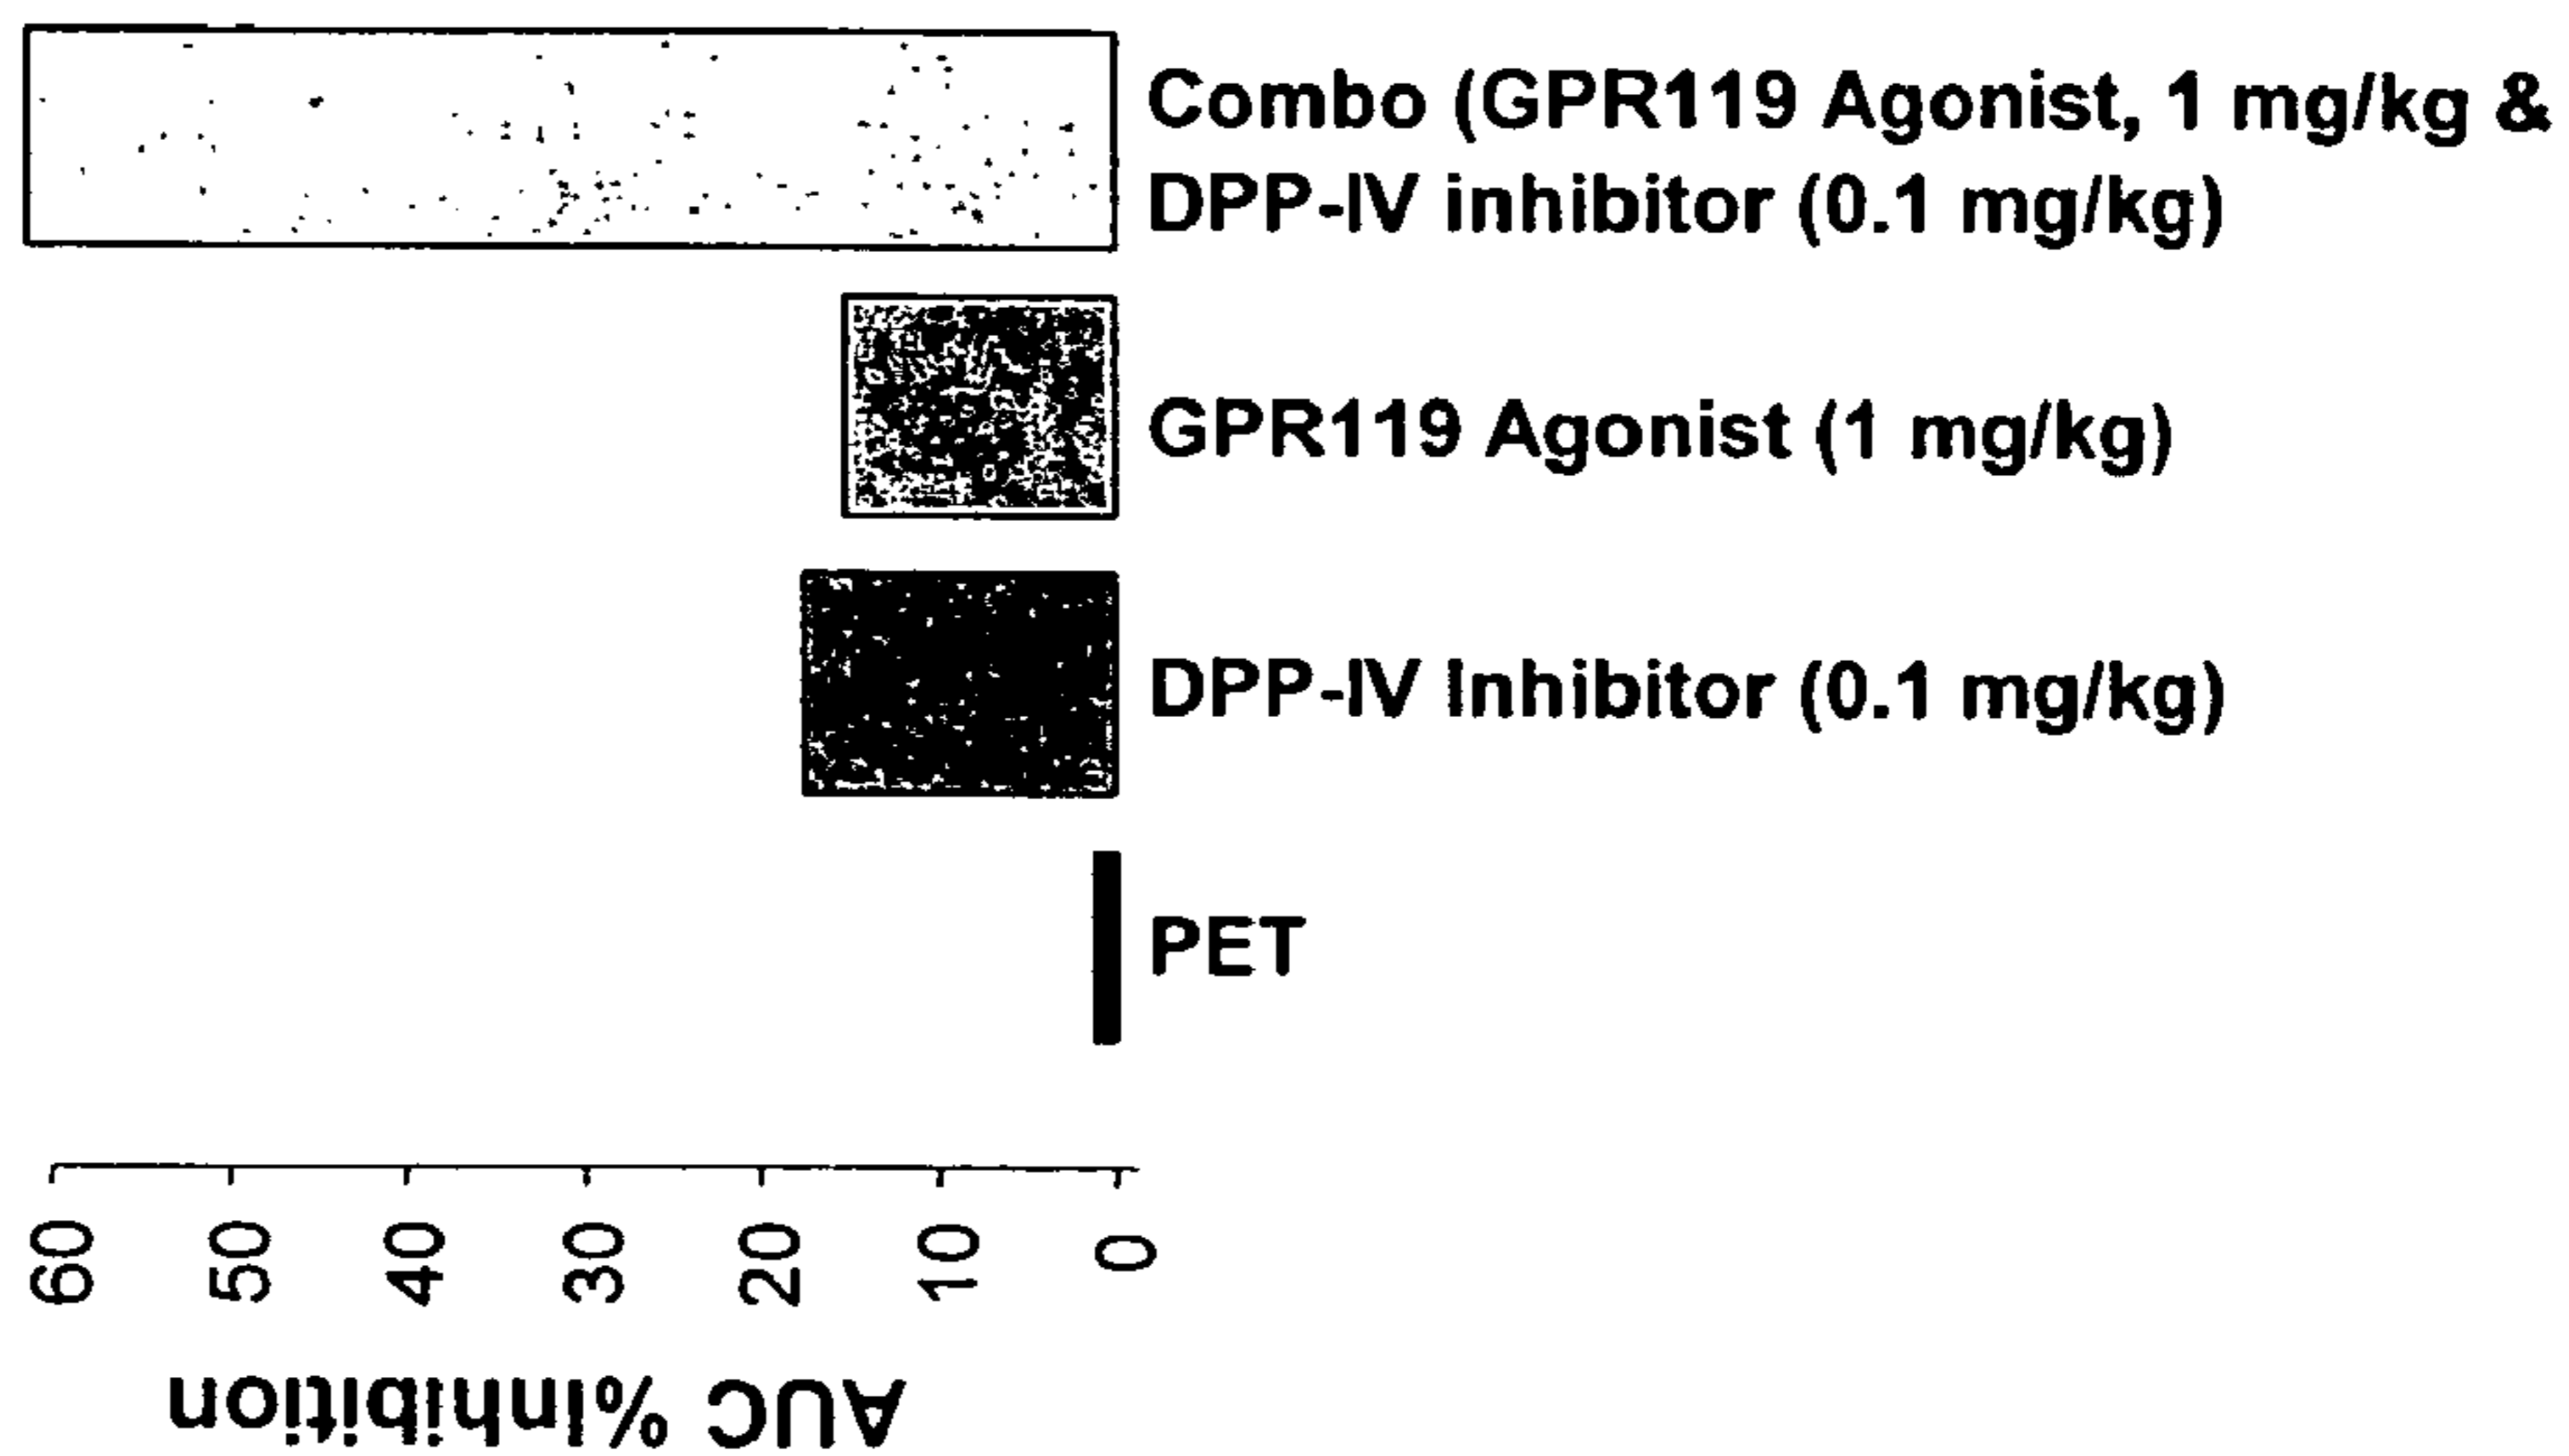 Combo (GPR119 Agonist, 1 mg/kg &
DPP-IV inhibitor (0.1 mg/kg)
GPR119 Agonist (1 mg/kg)
DPP-IV Inhibitor (0.1 mg/kg)
PET
60
50
40
30
20
10
0
AUC %Inhibition